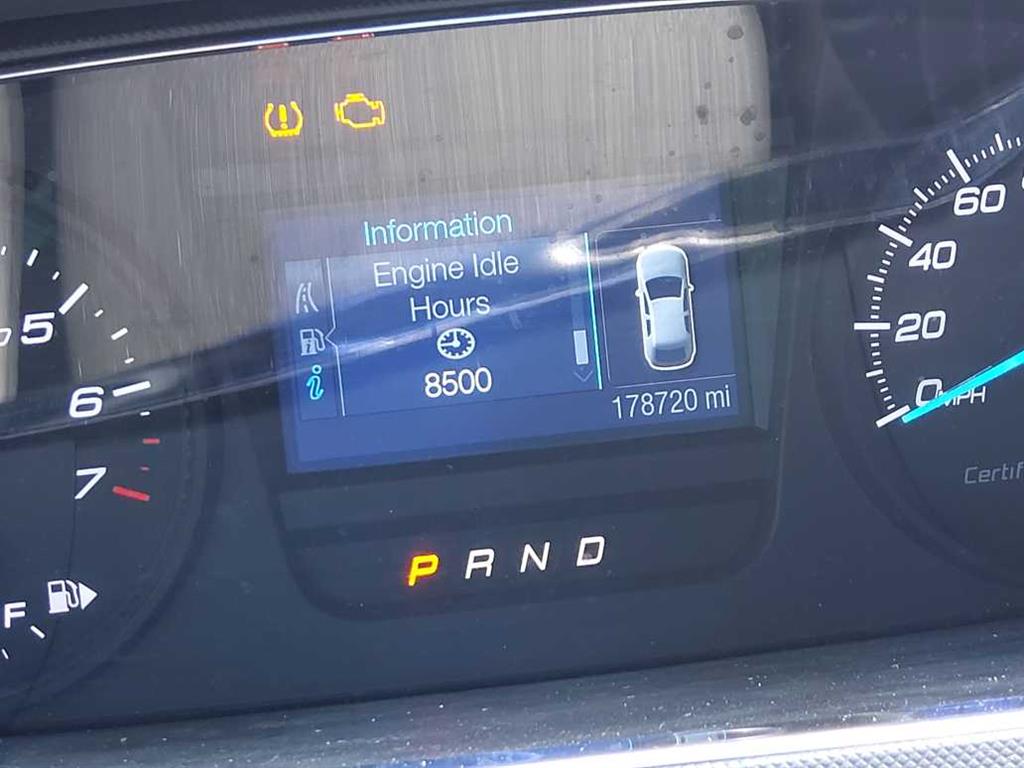 Information
Engine Idle
Hours
8500
178720 mi
P R N D
5
6
7
F
60
40
20
0 MPH
Certif